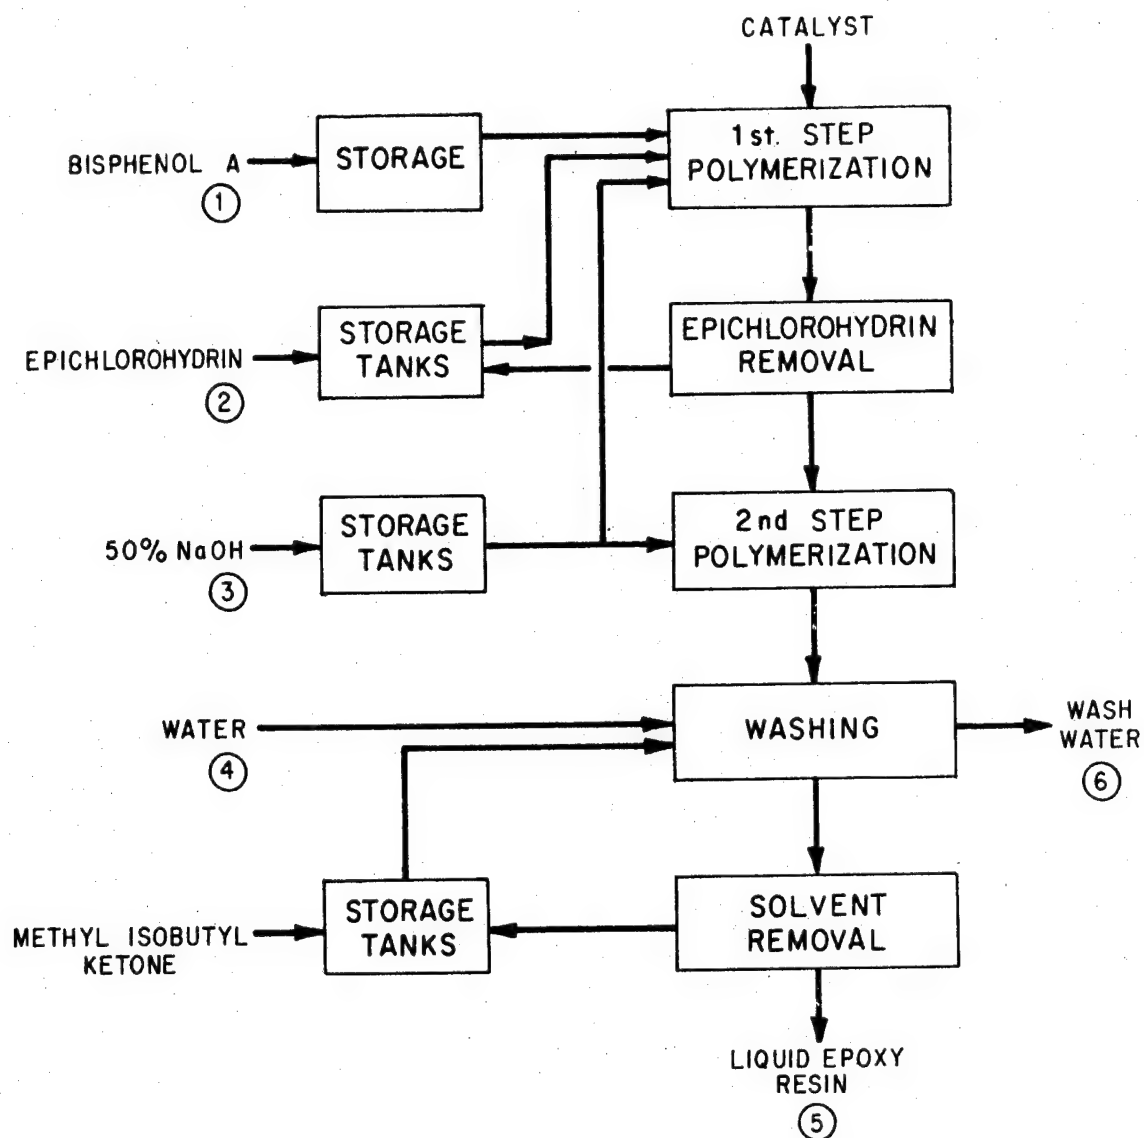 CATALYST
1st. STEP
POLYMERIZATION
STORAGE
BISPHENOL A
1
STORAGE
TANKS
EPICHLOROHYDRIN
2
EPICHLOROHYDRIN
REMOVAL
STORAGE
TANKS
50% NaOH
3
2nd STEP
POLYMERIZATION
WATER
4
WASHING
WASH
WATER
6
METHYL ISOBUTYL
KETONE
STORAGE
TANKS
SOLVENT
REMOVAL
LIQUID EPOXY
RESIN
5